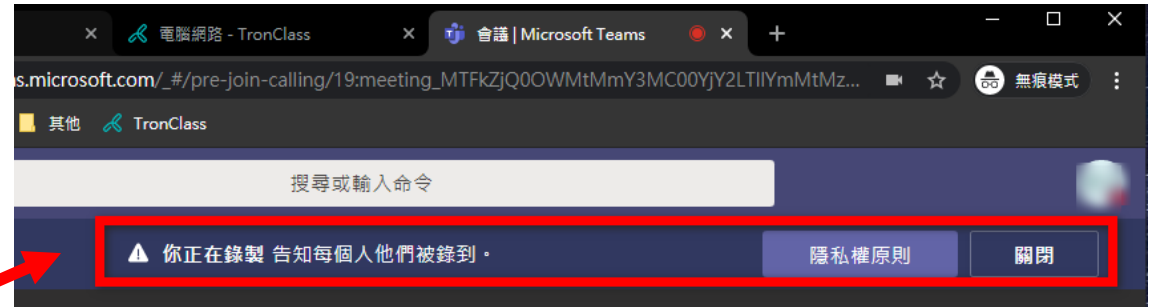 電腦網路 - TronClass
會議 | Microsoft Teams
is.microsoft.com/_#/pre-join-calling/19:meeting_MTFkZjQ0OWMtMmY3MC00YjY2LTllYmMtMz...
無痕模式
其他
TronClass
搜尋或輸入命令
你正在錄製 告知每個人他們被錄到。
隱私權原則
關閉